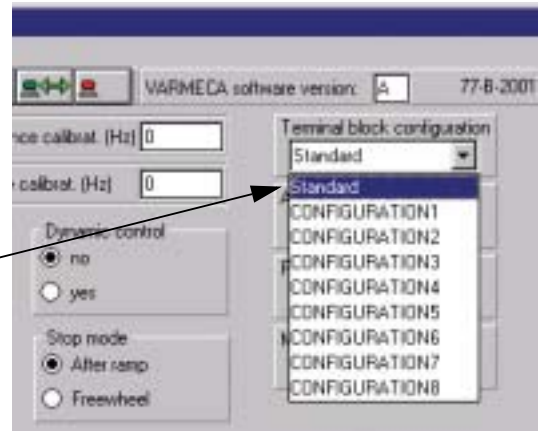 VARMECA software version: A 77-B-2001
nce calibrat. (Hz) 0
calibrat. (Hz) 0
Terminal block configuration
Standard
Standard
CONFIGURATION1
CONFIGURATION2
CONFIGURATION3
CONFIGURATION4
CONFIGURATION5
CONFIGURATION6
CONFIGURATION7
CONFIGURATION8
Dynamic control
no
yes
Stop mode
After ramp
Freewheel